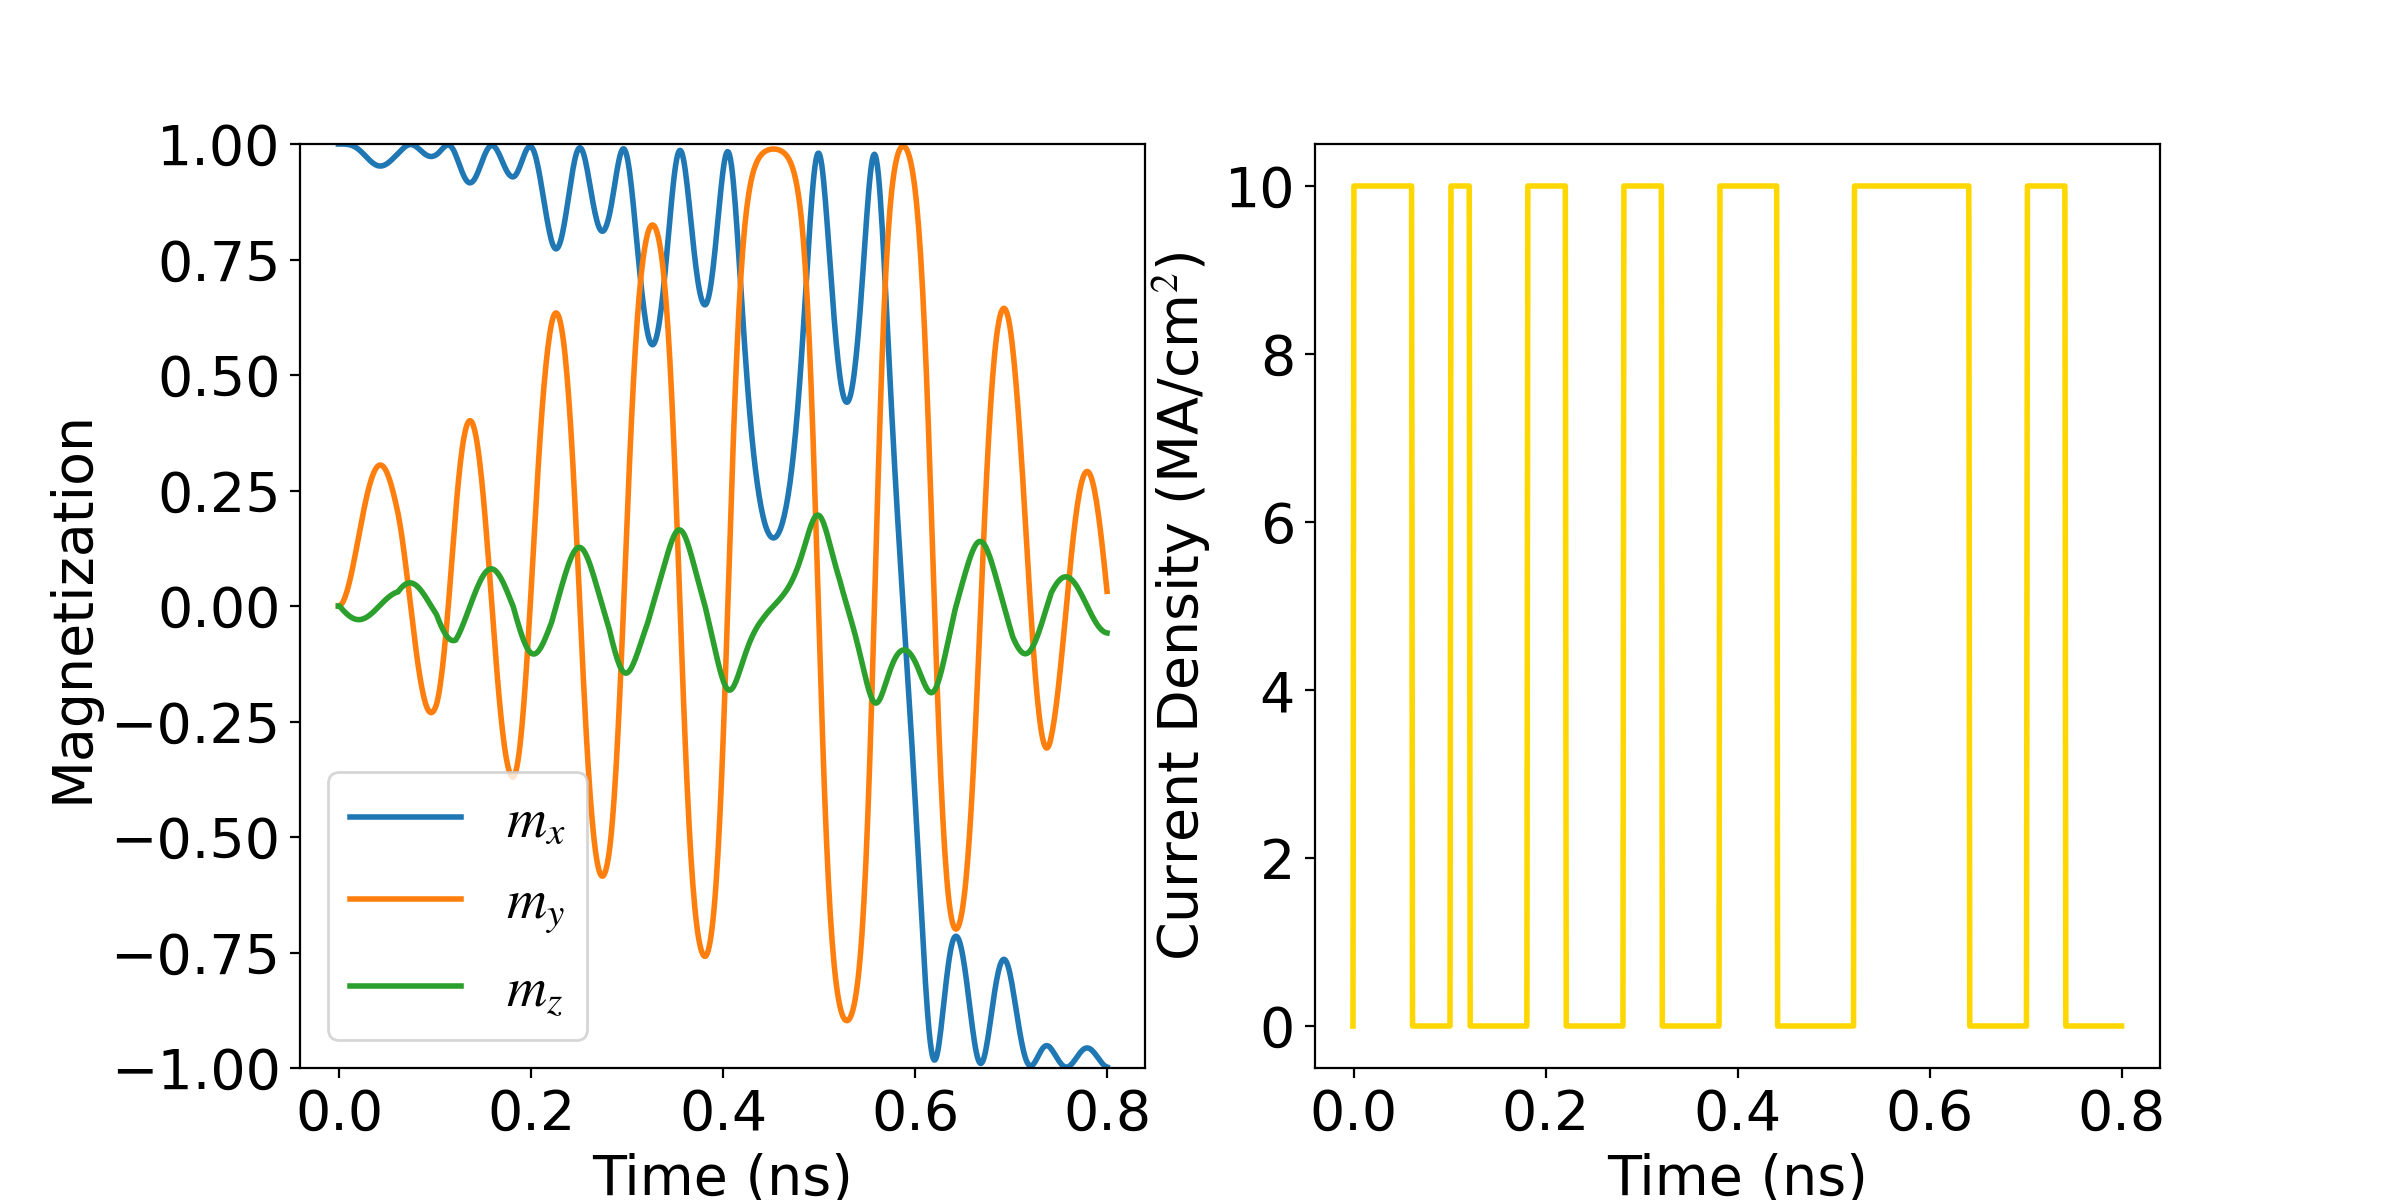 Magnetization
1.00
0.75
0.50
0.25
0.00
−0.25
−0.50
−0.75
−1.00
m_x
m_y
m_z
0.0 0.2 0.4 0.6 0.8
Time (ns)
Current Density (MA/cm²)
10
8
6
4
2
0
0.0 0.2 0.4 0.6 0.8
Time (ns)